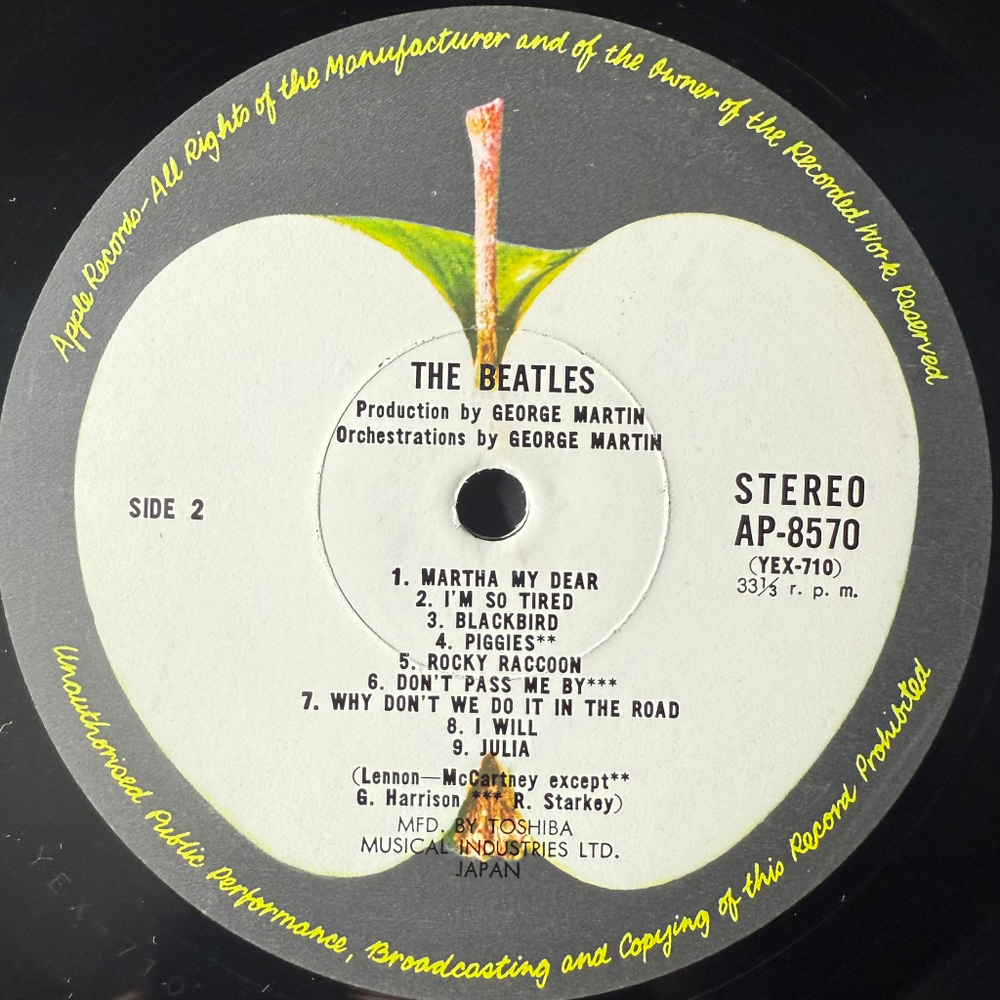 Apple Records-All Rights of the Manufacturer and of the Owner of the Recorded Work Reserved
THE BEATLES
Production by GEORGE MARTIN
Orchestrations by GEORGE MARTIN
SIDE 2
STEREO
AP-8570
(YEX-710)
33⅓ r. p. m.
1. MARTHA MY DEAR
2. I'M SO TIRED
3. BLACKBIRD
4. PIGGIES**
5. ROCKY RACCOON
6. DON'T PASS ME BY***
7. WHY DON'T WE DO IT IN THE ROAD
8. I WILL
9. JULIA
(Lennon—McCartney except**
G. Harrison *** R. Starkey)
MFD. BY TOSHIBA
MUSICAL INDUSTRIES LTD.
JAPAN
Unauthorised Public Performance, Broadcasting and Copying of this Record Prohibited